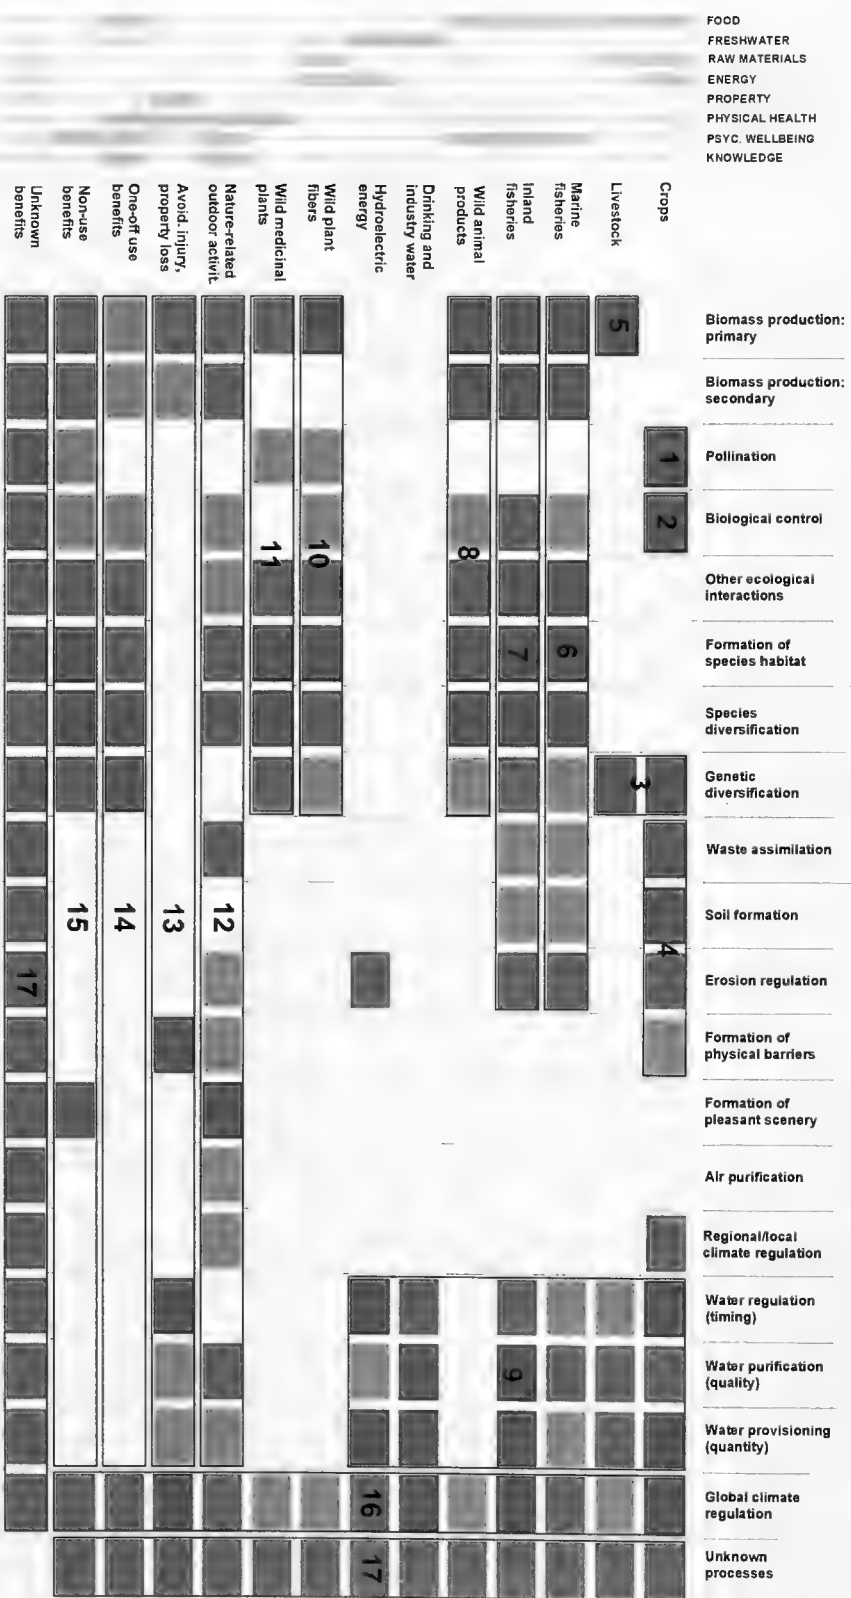 FOOD
FRESHWATER
RAW MATERIALS
ENERGY
PROPERTY
PHYSICAL HEALTH
PSYC. WELLBEING
KNOWLEDGE
Unknown
benefits
Non-use
benefits
One-off use
benefits
Avoid. injury,
property loss
Nature-related
outdoor activit.
Wild medicinal
plants
Wild plant
fibers
Hydroelectric
energy
Drinking and
industry water
Wild animal
products
Inland
fisheries
Marine
fisheries
Livestock
Crops
Biomass production:
primary
5
Biomass production:
secondary
Pollination
1
Biological control
2
8
10
11
Other ecological
interactions
Formation of
species habitat
7
6
Species
diversification
Genetic
diversification
3
Waste assimilation
Soil formation
15
14
13
12
4
Erosion regulation
17
Formation of
physical barriers
Formation of
pleasant scenery
Air purification
Regional/local
climate regulation
Water regulation
(timing)
Water purification
(quality)
9
Water provisioning
(quantity)
Global climate
regulation
16
Unknown
processes
17